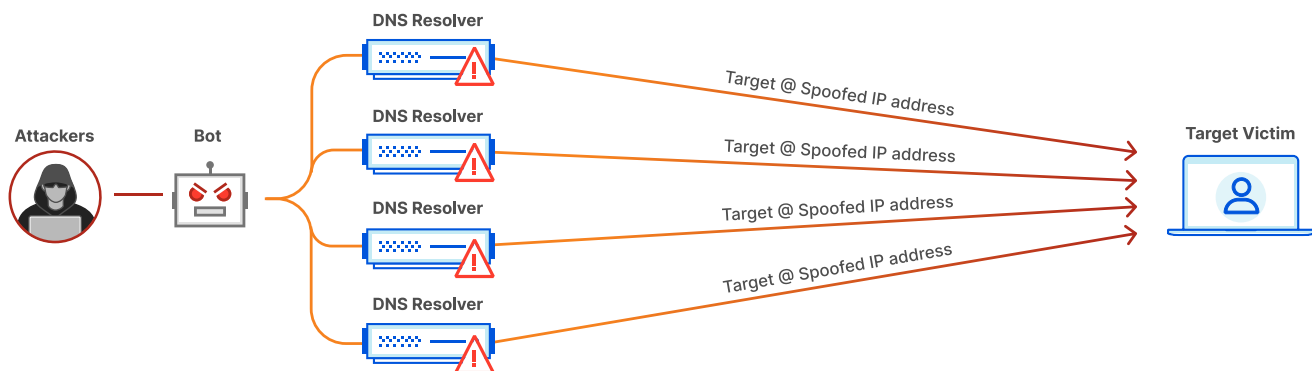 DNS Resolver
Target @ Spoofed IP address
DNS Resolver
Attackers
Bot
Target @ Spoofed IP address
Target Victim
DNS Resolver
Target @ Spoofed IP address
DNS Resolver
Target @ Spoofed IP address